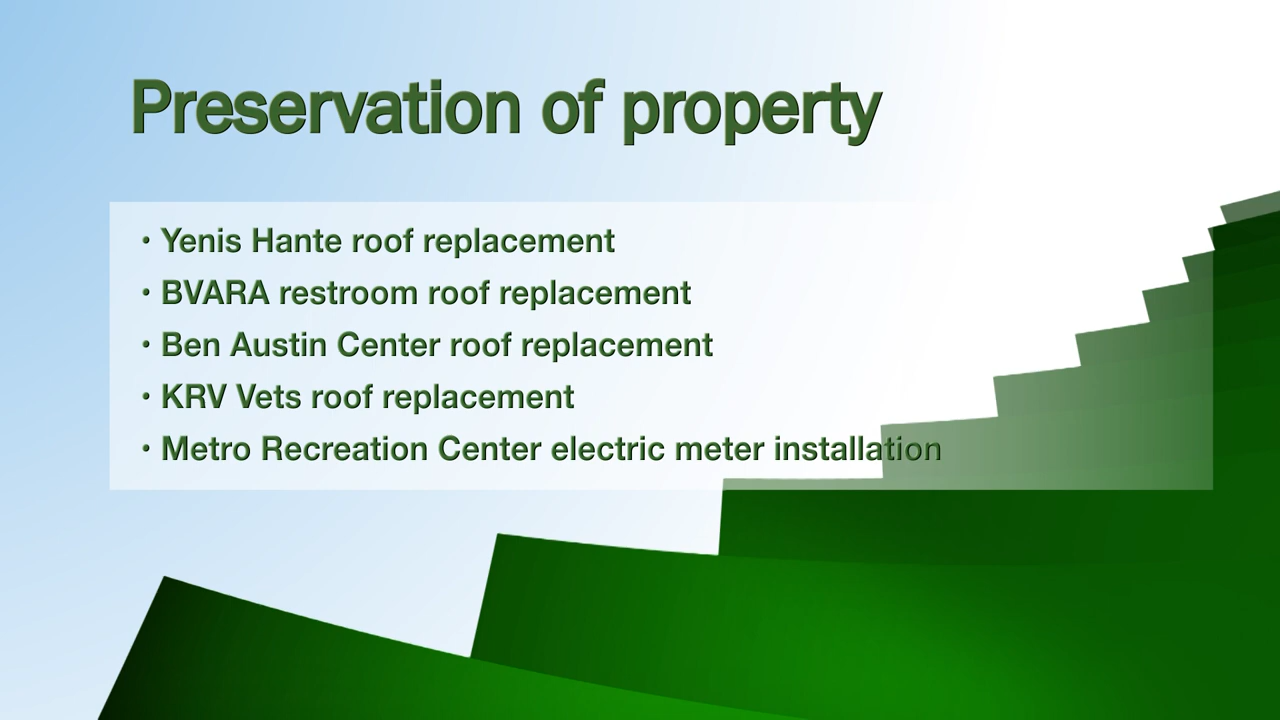 Preservation of property
• Yenis Hante roof replacement
• BVARA restroom roof replacement
• Ben Austin Center roof replacement
• KRV Vets roof replacement
• Metro Recreation Center electric meter installation